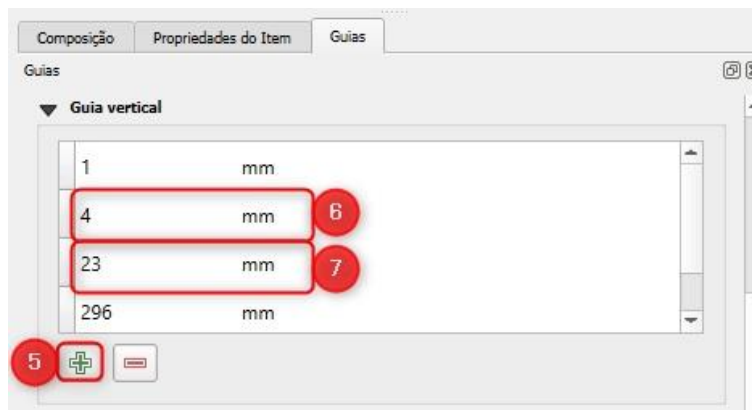 Composição Propriedades do Item Guias
Guias
Guia vertical
1 mm
4 mm 6
23 mm 7
296 mm
5